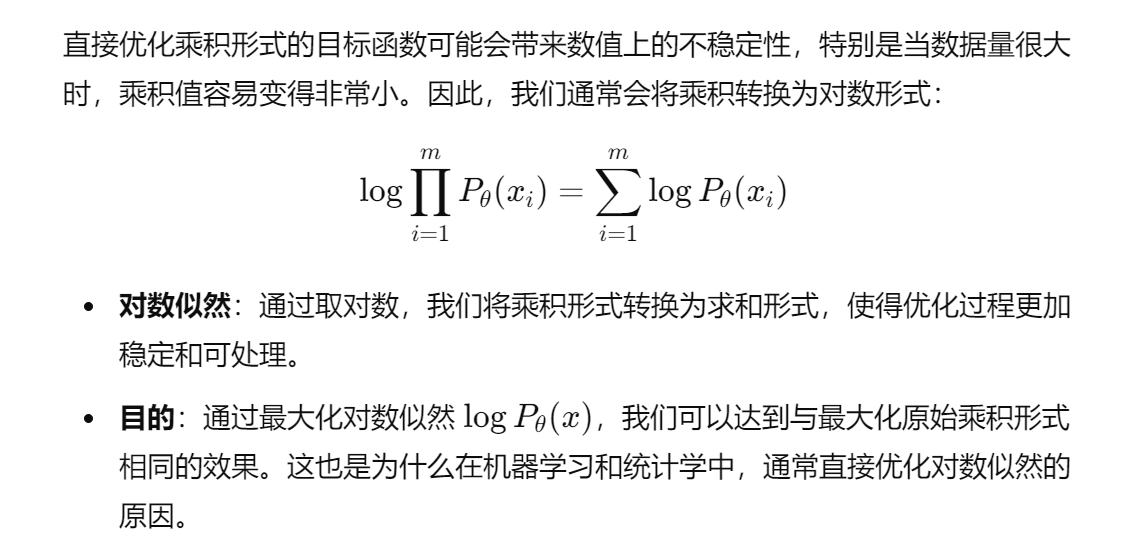 直接优化乘积形式的目标函数可能会带来数值上的不稳定性，特别是当数据量很大
时，乘积值容易变得非常小。因此，我们通常会将乘积转换为对数形式：
log ∏_{i=1}^{m} P_θ(x_i) = ∑_{i=1}^{m} log P_θ(x_i)
• 对数似然：通过取对数，我们将乘积形式转换为求和形式，使得优化过程更加
稳定和可处理。
• 目的：通过最大化对数似然 log P_θ(x)，我们可以达到与最大化原始乘积形式
相同的效果。这也是为什么在机器学习和统计学中，通常直接优化对数似然的
原因。